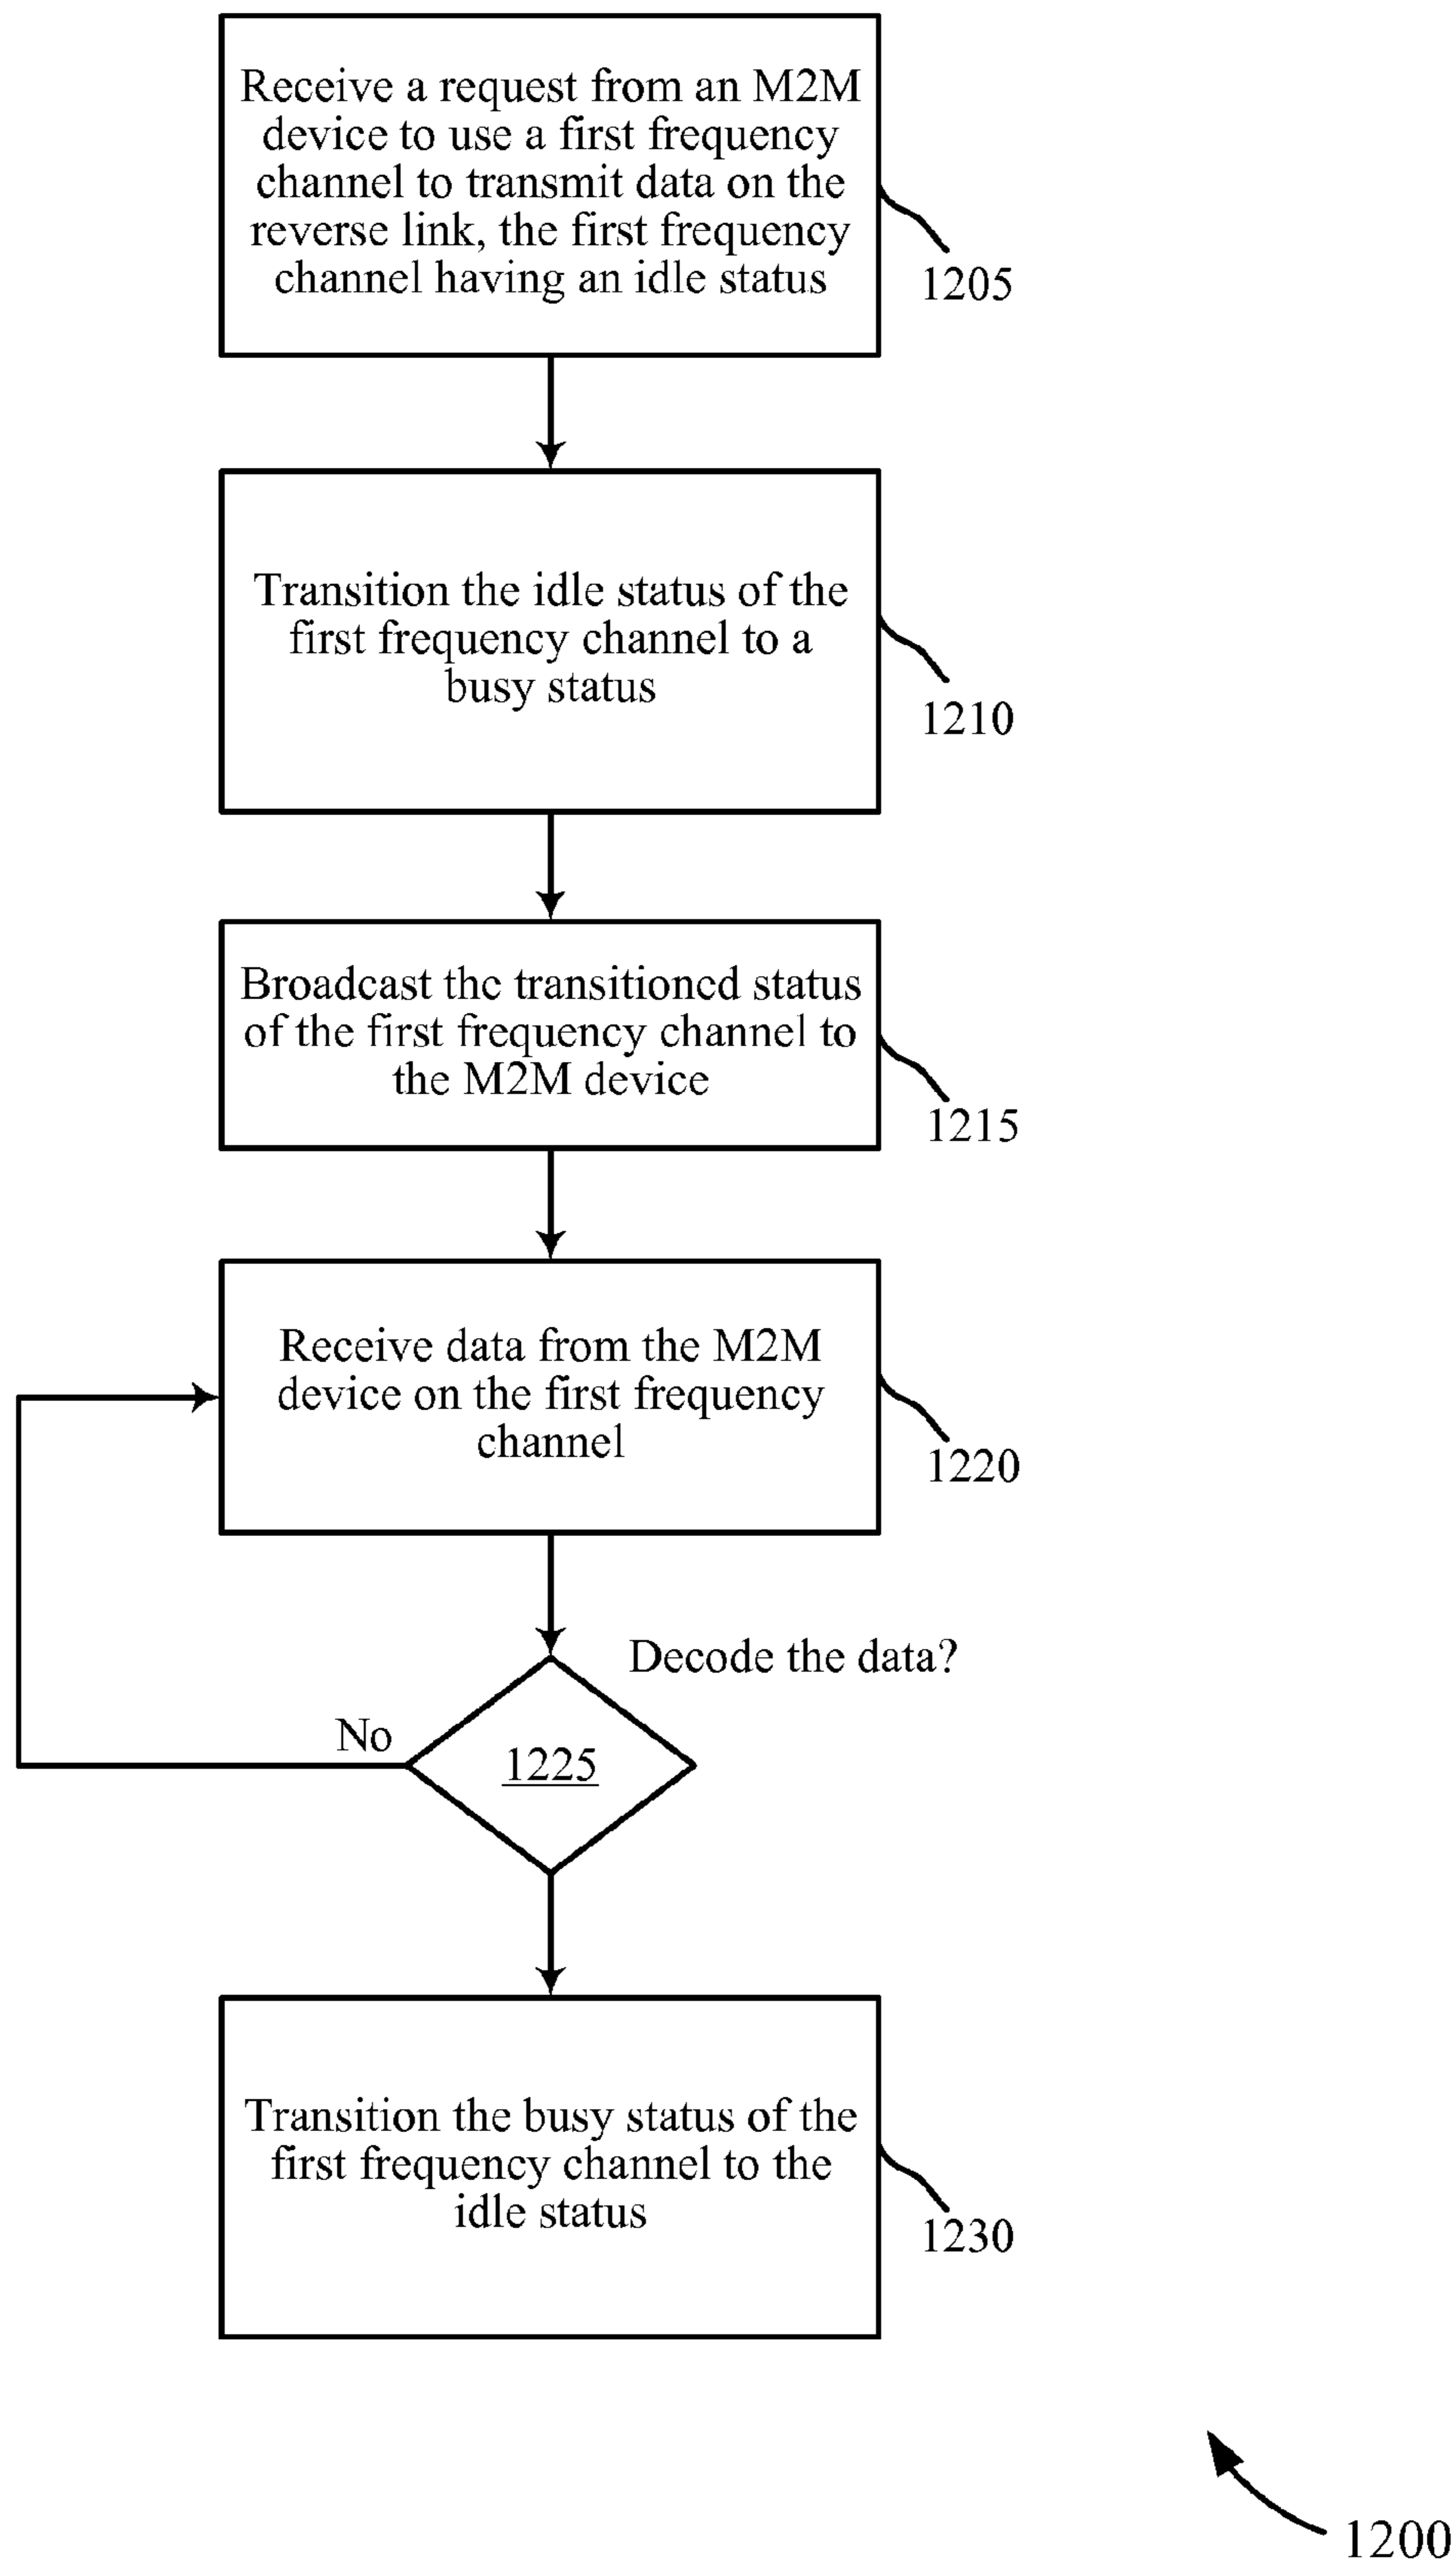 Receive a request from an M2M
device to use a first frequency
channel to transmit data on the
reverse link, the first frequency
channel having an idle status
1205
Transition the idle status of the
first frequency channel to a
busy status
1210
Broadcast the transitioned status
of the first frequency channel to
the M2M device
1215
Receive data from the M2M
device on the first frequency
channel
1220
Decode the data?
No
1225
Transition the busy status of the
first frequency channel to the
idle status
1230
1200